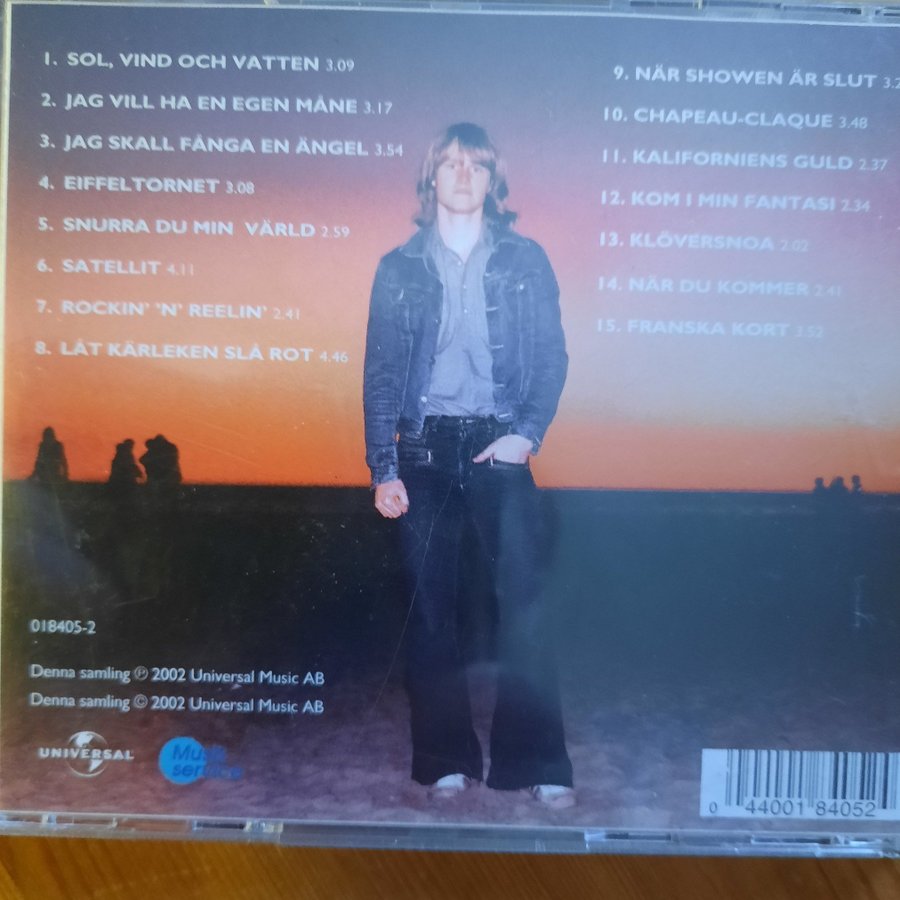 1. SOL, VIND OCH VATTEN 3.09
2. JAG VILL HA EN EGEN MÅNE 3.17
3. JAG SKALL FÅNGA EN ÄNGEL 3.54
4. EIFFELTORNET 3.08
5. SNURRA DU MIN VÄRLD 2.59
6. SATELLIT 4.11
7. ROCKIN' 'N' REELIN' 2.41
8. LÅT KÄRLEKEN SLÅ ROT 4.46
9. NÄR SHOWEN ÄR SLUT
10. CHAPEAU-CLAQUE 3.48
11. KALIFORNIENS GULD 2.37
12. KOM I MIN FANTASI 2.34
13. KLÖVERSNOA 2.02
14. NÄR DU KOMMER 2.41
15. FRANSKA KORT 3.52
018405-2
Denna samling ℗ 2002 Universal Music AB
Denna samling © 2002 Universal Music AB
UNIVERSAL
Musik
service
0 44001 84052